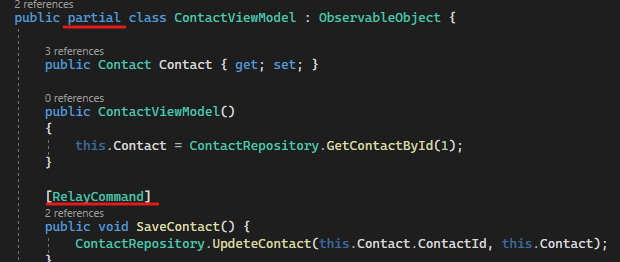 2 references
public partial class ContactViewModel : ObservableObject {
3 references
public Contact Contact { get; set; }
0 references
public ContactViewModel()
{
this.Contact = ContactRepository.GetContactById(1);
}
[RelayCommand]
2 references
public void SaveContact() {
ContactRepository.UpdeteContact(this.Contact.ContactId, this.Contact);
}